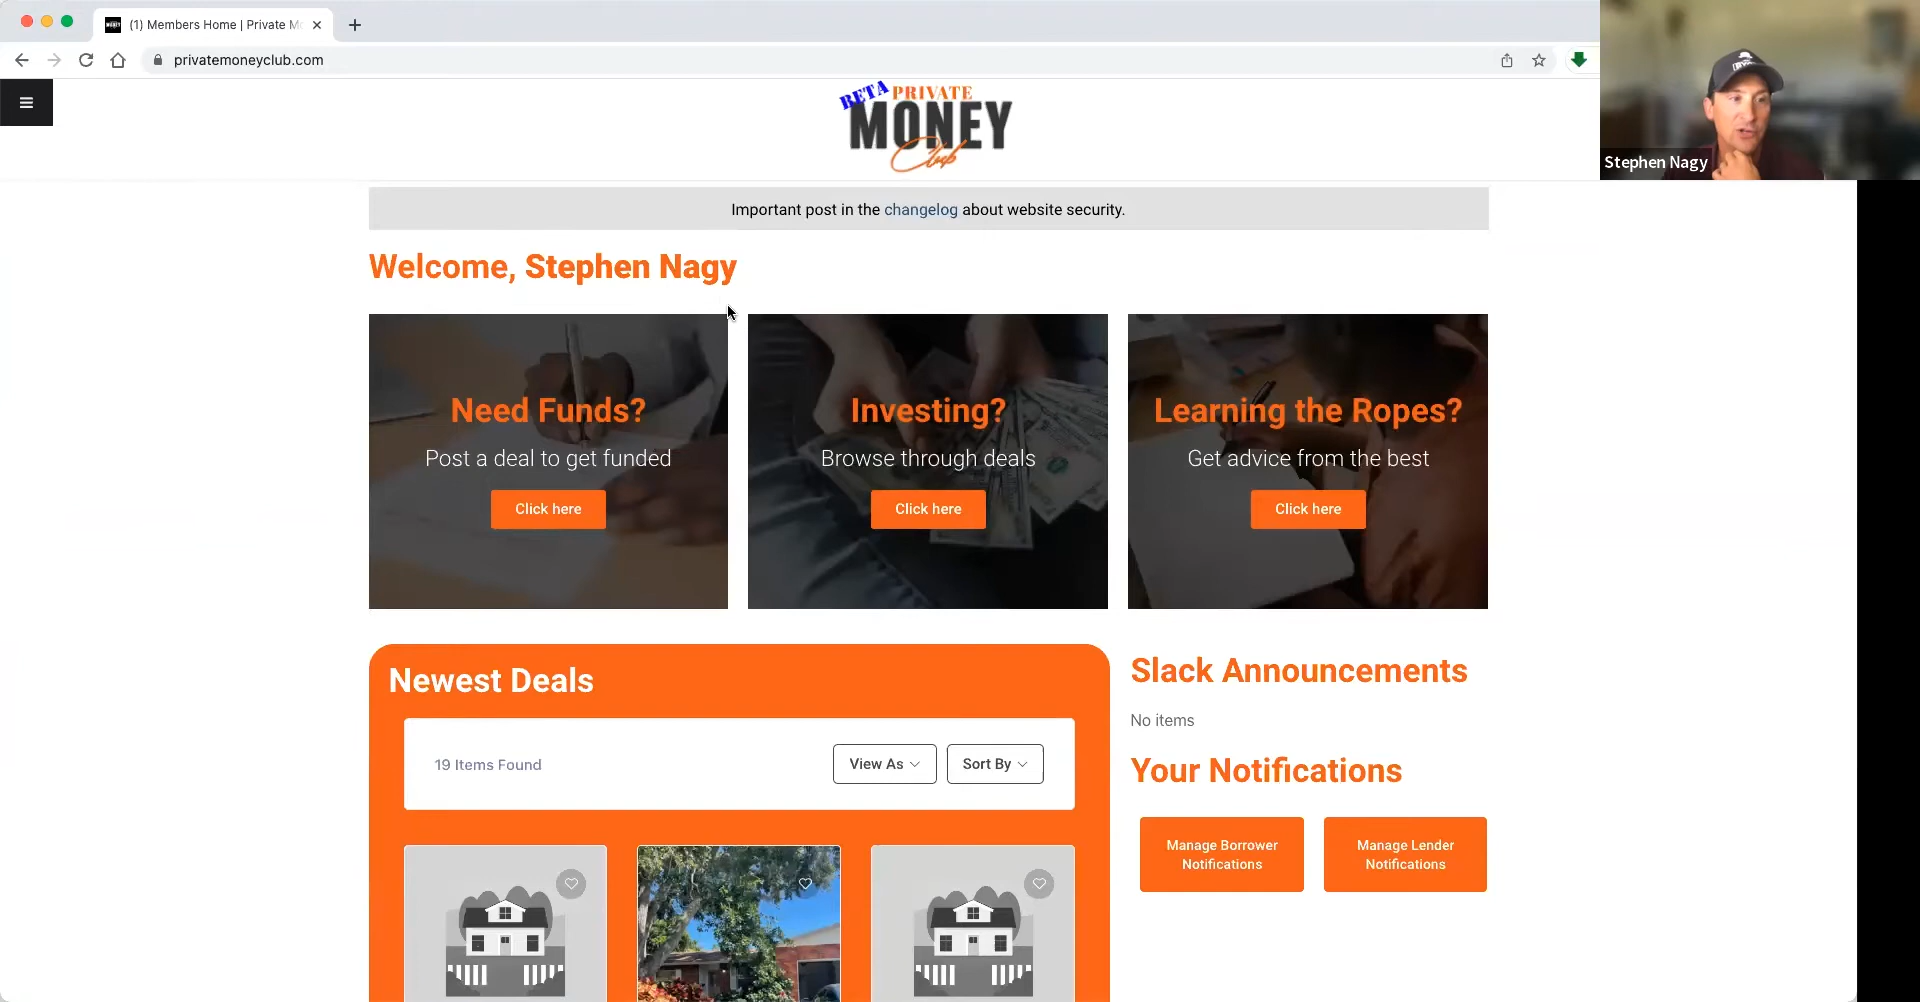 (1) Members Home | Private Mo
privatemoneyclub.com
BETA PRIVATE
MONEY
Club
Stephen Nagy
Important post in the changelog about website security.
Welcome, Stephen Nagy
Need Funds?
Post a deal to get funded
Click here
Investing?
Browse through deals
Click here
Learning the Ropes?
Get advice from the best
Click here
Newest Deals
19 Items Found
View As
Sort By
Slack Announcements
No items
Your Notifications
Manage Borrower
Notifications
Manage Lender
Notifications